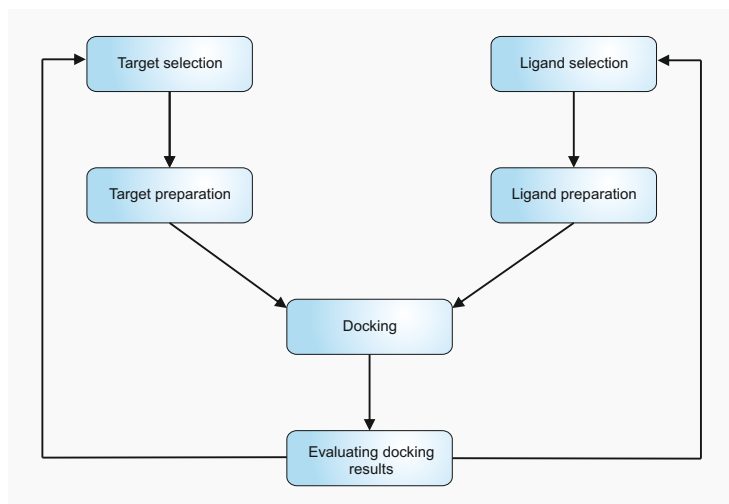 Target selection
Ligand selection
Target preparation
Ligand preparation
Docking
Evaluating docking
results